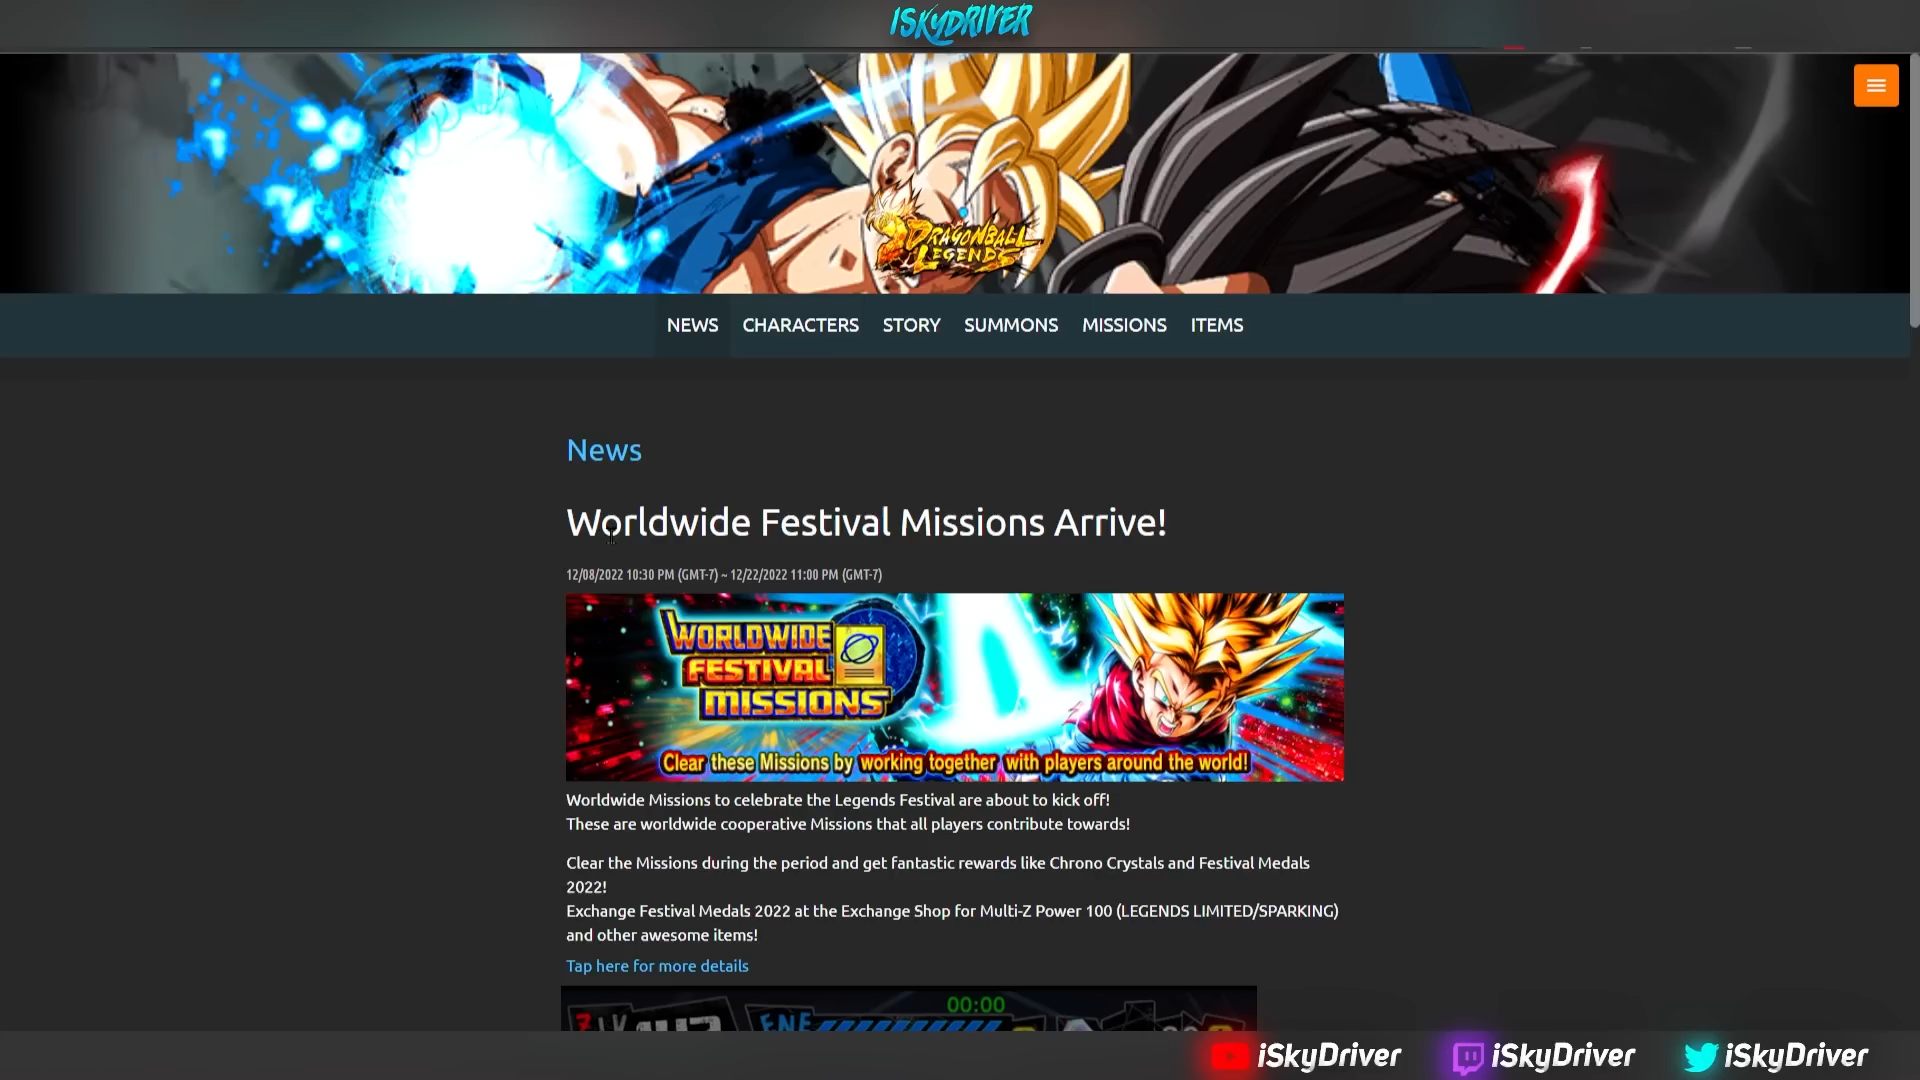 iSKYDRIVER
DRAGONBALL
LEGENDS
NEWS CHARACTERS STORY SUMMONS MISSIONS ITEMS
News
Worldwide Festival Missions Arrive!
12/08/2022 10:30 PM (GMT-7) ~ 12/22/2022 11:00 PM (GMT-7)
WORLDWIDE
FESTIVAL
MISSIONS
Clear these Missions by working together with players around the world!
Worldwide Missions to celebrate the Legends Festival are about to kick off!
These are worldwide cooperative Missions that all players contribute towards!
Clear the Missions during the period and get fantastic rewards like Chrono Crystals and Festival Medals
2022!
Exchange Festival Medals 2022 at the Exchange Shop for Multi-Z Power 100 (LEGENDS LIMITED/SPARKING)
and other awesome items!
Tap here for more details
00:00
iSkyDriver iSkyDriver iSkyDriver